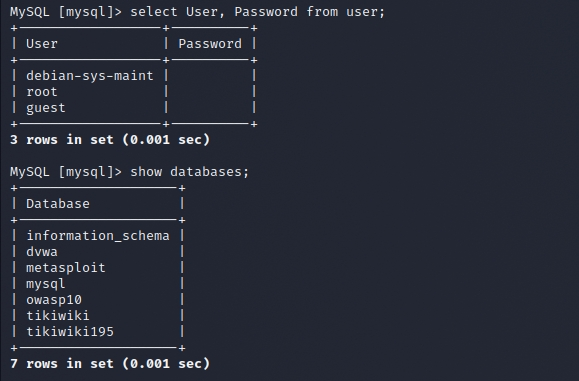 MySQL [mysql]> select User, Password from user;
+------------------+----------+
| User             | Password |
+------------------+----------+
| debian-sys-maint |          |
| root             |          |
| guest            |          |
+------------------+----------+
3 rows in set (0.001 sec)

MySQL [mysql]> show databases;
+--------------------+
| Database           |
+--------------------+
| information_schema |
| dvwa               |
| metasploit         |
| mysql              |
| owasp10            |
| tikiwiki           |
| tikiwiki195        |
+--------------------+
7 rows in set (0.001 sec)